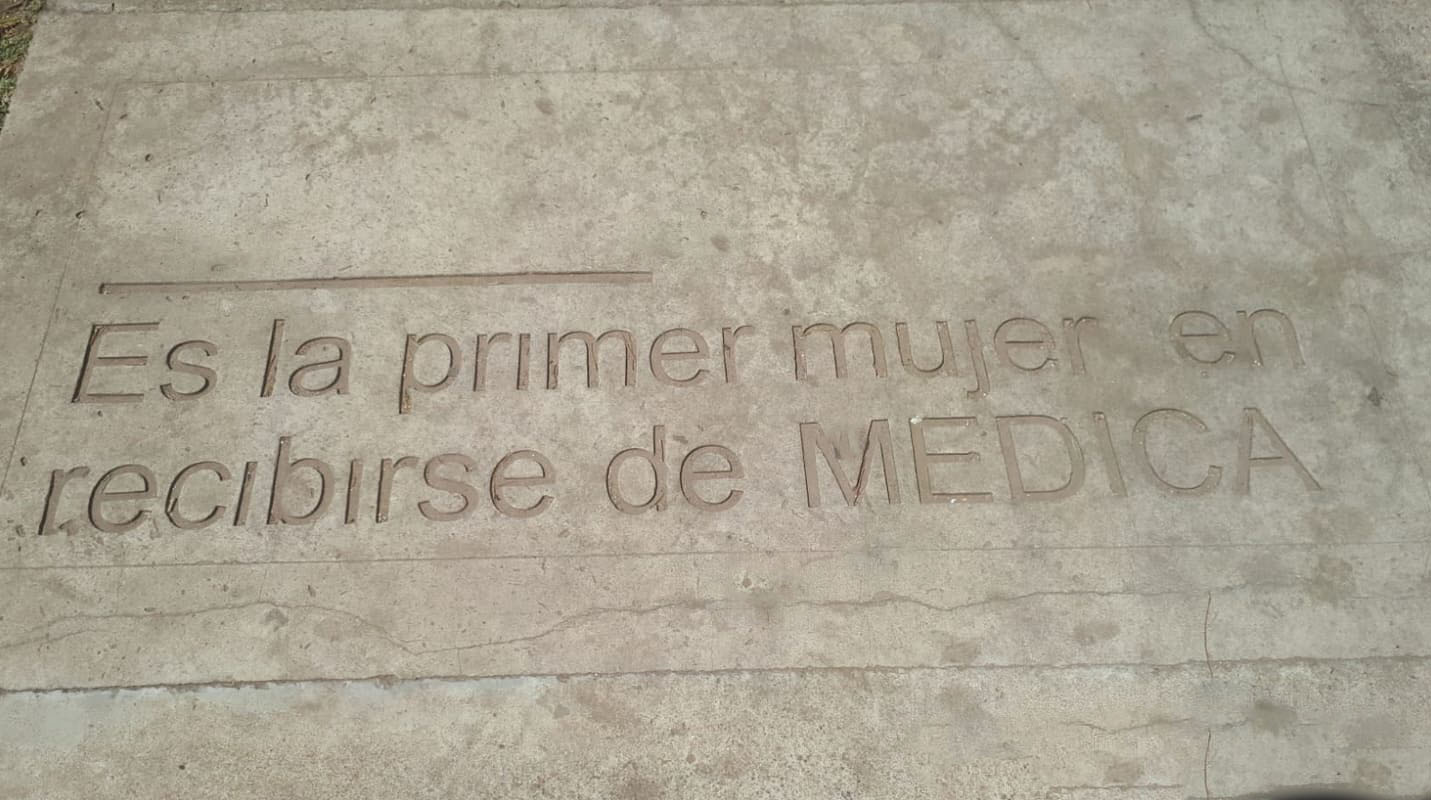 Es la primer mujer en
recibirse de MEDICA